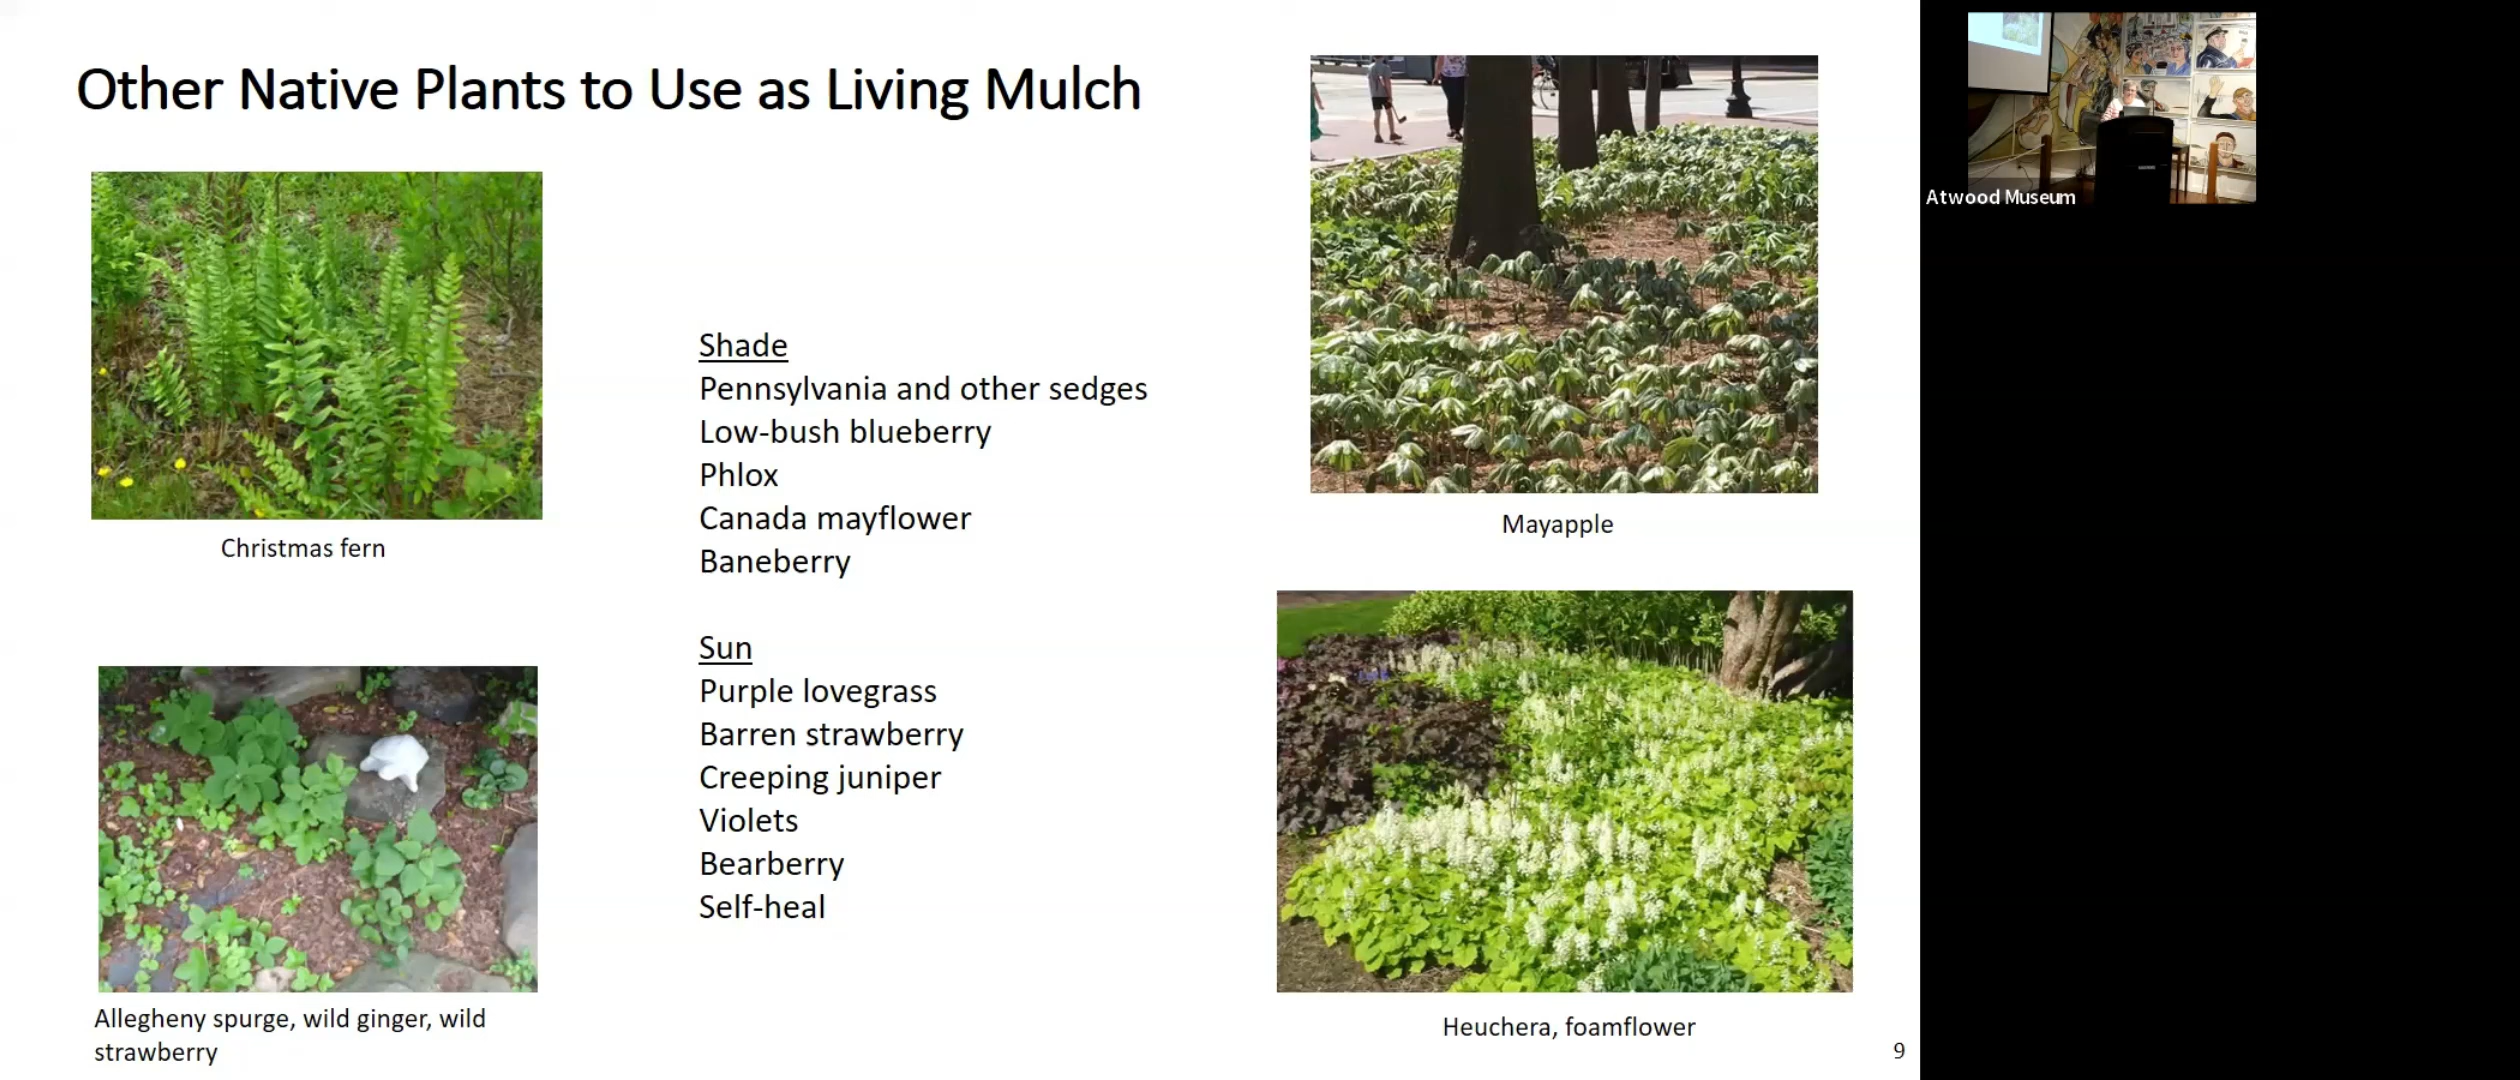 Other Native Plants to Use as Living Mulch
Christmas fern
Shade
Pennsylvania and other sedges
Low-bush blueberry
Phlox
Canada mayflower
Baneberry
Sun
Purple lovegrass
Barren strawberry
Creeping juniper
Violets
Bearberry
Self-heal
Allegheny spurge, wild ginger, wild
strawberry
Mayapple
Heuchera, foamflower
9
Atwood Museum